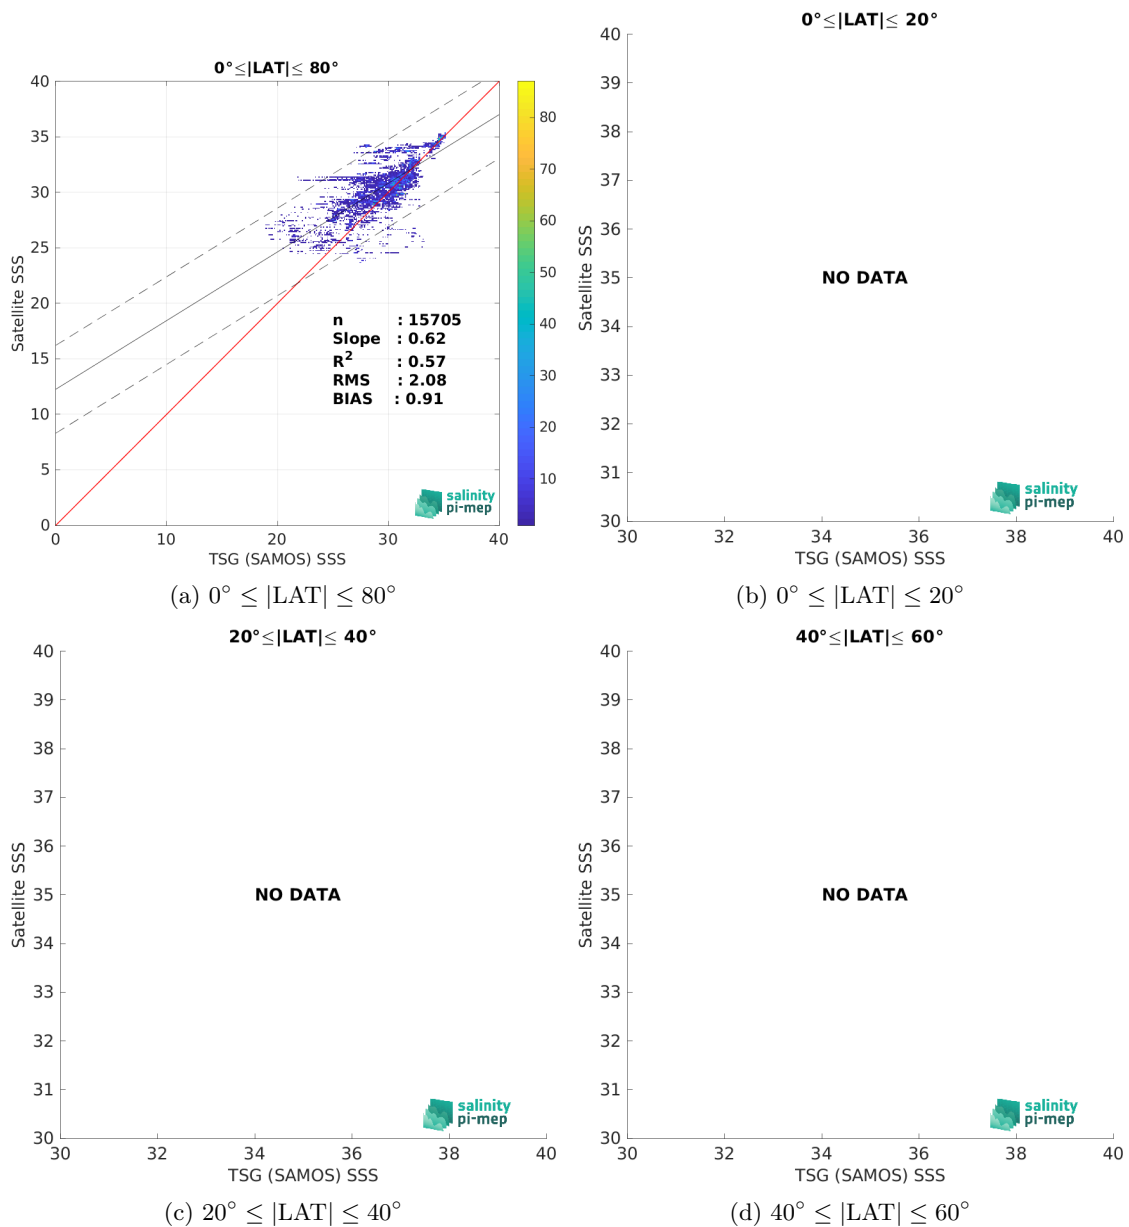 0°≤|LAT|≤ 80°
40
35
30
25
20
15
10
5
0
Satellite SSS
0
10
20
30
40
TSG (SAMOS) SSS
n : 15705
Slope : 0.62
R² : 0.57
RMS : 2.08
BIAS : 0.91
salinity
pi-mep
80
70
60
50
40
30
20
10
(a) 0° ≤ |LAT| ≤ 80°
0°≤|LAT|≤ 20°
40
39
38
37
36
35
34
33
32
31
30
Satellite SSS
NO DATA
salinity
pi-mep
30
32
34
36
38
40
TSG (SAMOS) SSS
(b) 0° ≤ |LAT| ≤ 20°
20°≤|LAT|≤ 40°
40
39
38
37
36
35
34
33
32
31
30
Satellite SSS
NO DATA
salinity
pi-mep
30
32
34
36
38
40
TSG (SAMOS) SSS
(c) 20° ≤ |LAT| ≤ 40°
40°≤|LAT|≤ 60°
40
39
38
37
36
35
34
33
32
31
30
Satellite SSS
NO DATA
salinity
pi-mep
30
32
34
36
38
40
TSG (SAMOS) SSS
(d) 40° ≤ |LAT| ≤ 60°